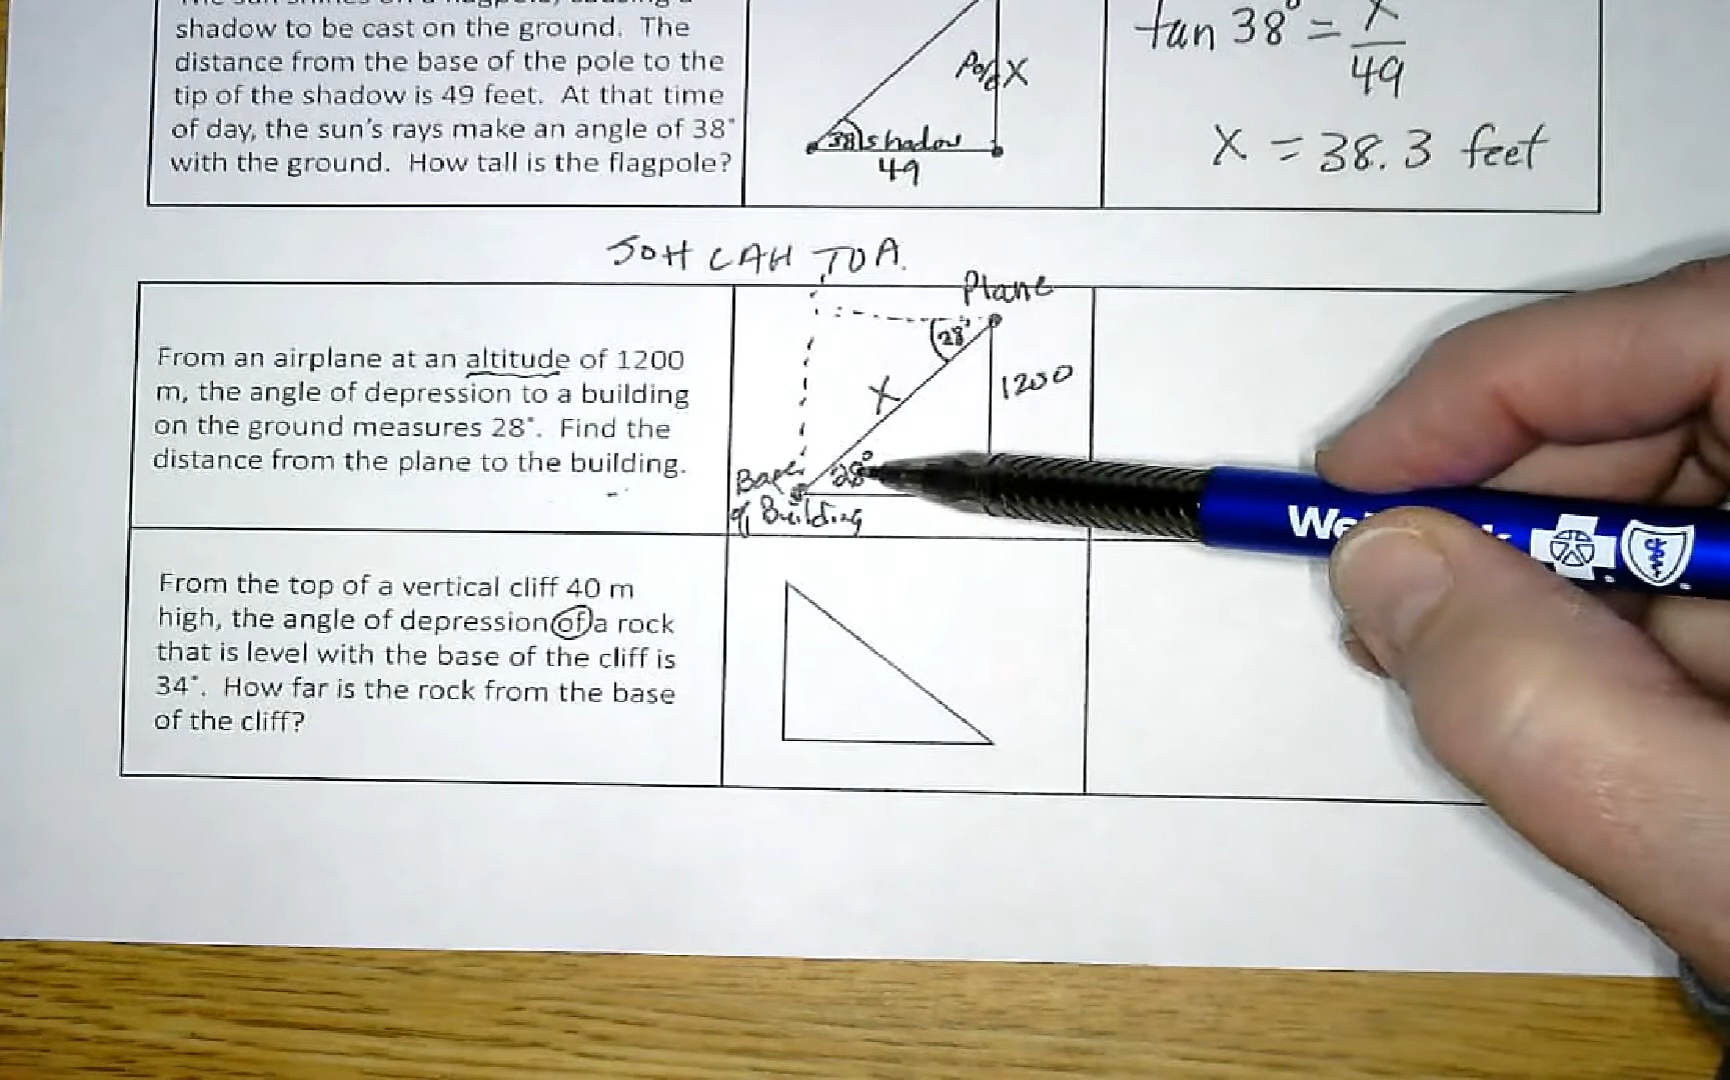 shadow to be cast on the ground. The
distance from the base of the pole to the
tip of the shadow is 49 feet. At that time
of day, the sun's rays make an angle of 38°
with the ground. How tall is the flagpole?
Pole X
38° shadow
49
tan 38° = x
49
X = 38.3 feet
SOH CAH TOA.
From an airplane at an altitude of 1200
m, the angle of depression to a building
on the ground measures 28°. Find the
distance from the plane to the building.
Plane
28°
X
1200
28°
Base
of Building
From the top of a vertical cliff 40 m
high, the angle of depression of a rock
that is level with the base of the cliff is
34°. How far is the rock from the base
of the cliff?